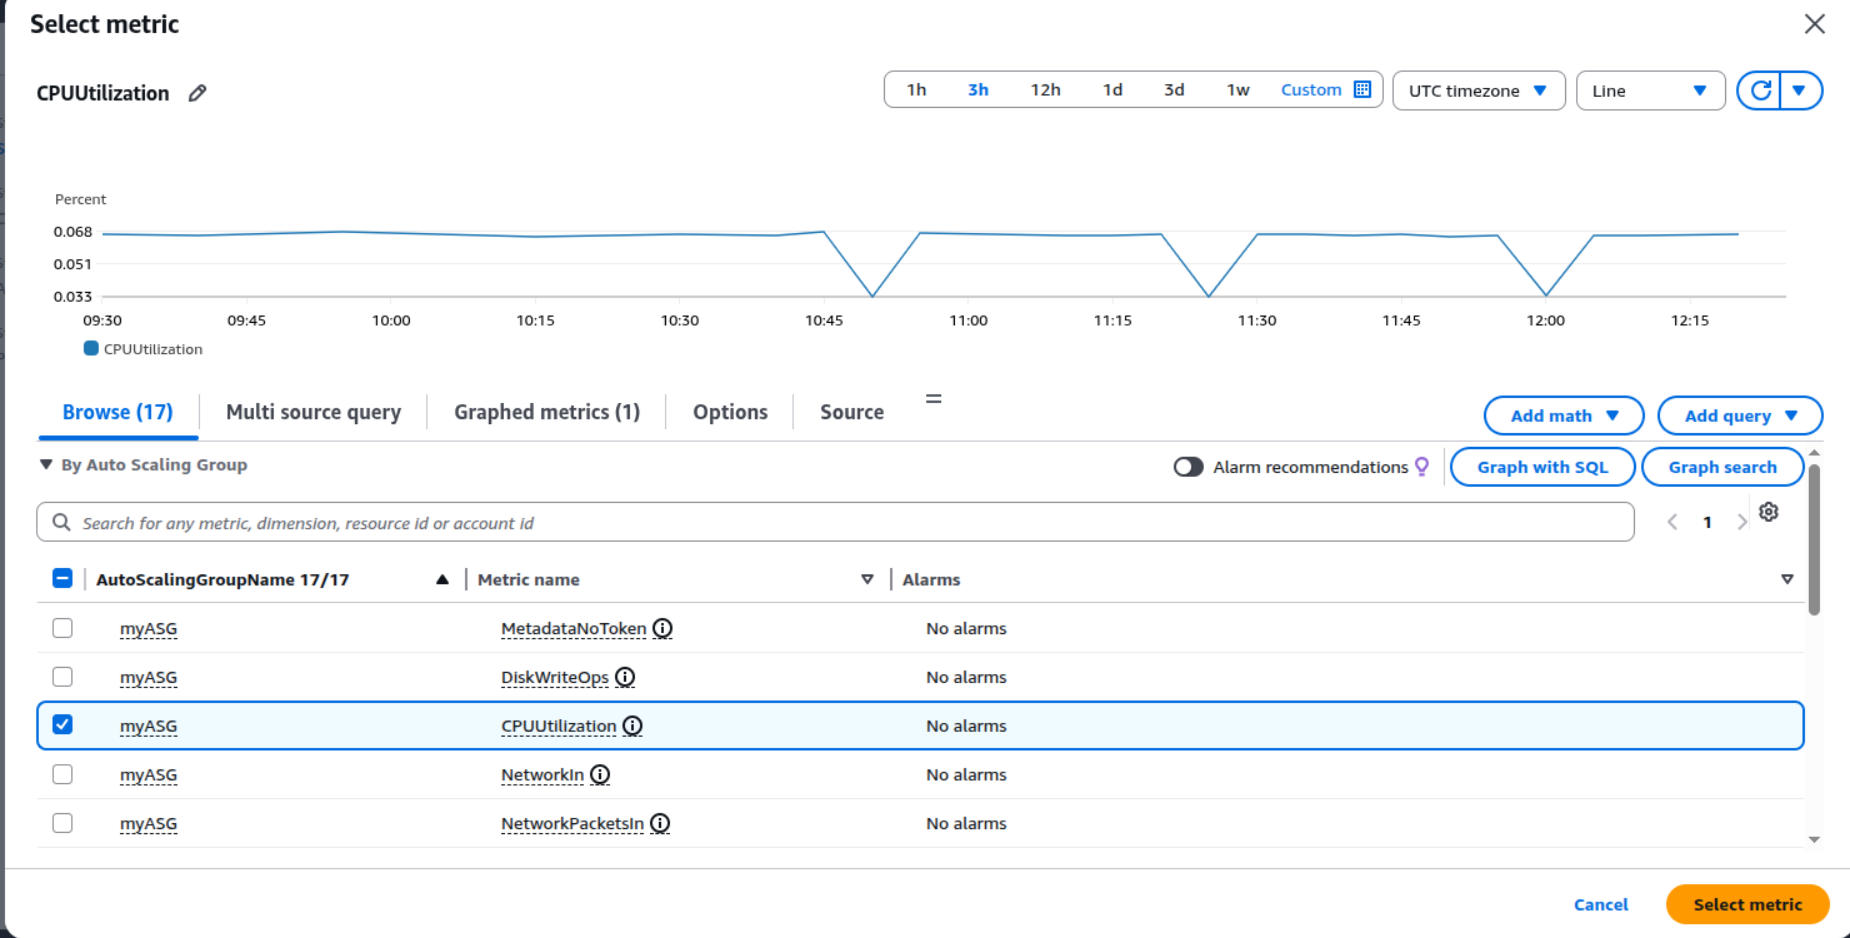 Select metric
CPUUtilization
1h 3h 12h 1d 3d 1w Custom UTC timezone Line
Percent
0.068
0.051
0.033
09:30 09:45 10:00 10:15 10:30 10:45 11:00 11:15 11:30 11:45 12:00 12:15
CPUUtilization
Browse (17) Multi source query Graphed metrics (1) Options Source Add math Add query
By Auto Scaling Group Alarm recommendations Graph with SQL Graph search
Search for any metric, dimension, resource id or account id 1
AutoScalingGroupName 17/17 Metric name Alarms
myASG MetadataNoToken No alarms
myASG DiskWriteOps No alarms
myASG CPUUtilization No alarms
myASG NetworkIn No alarms
myASG NetworkPacketsIn No alarms
Cancel Select metric